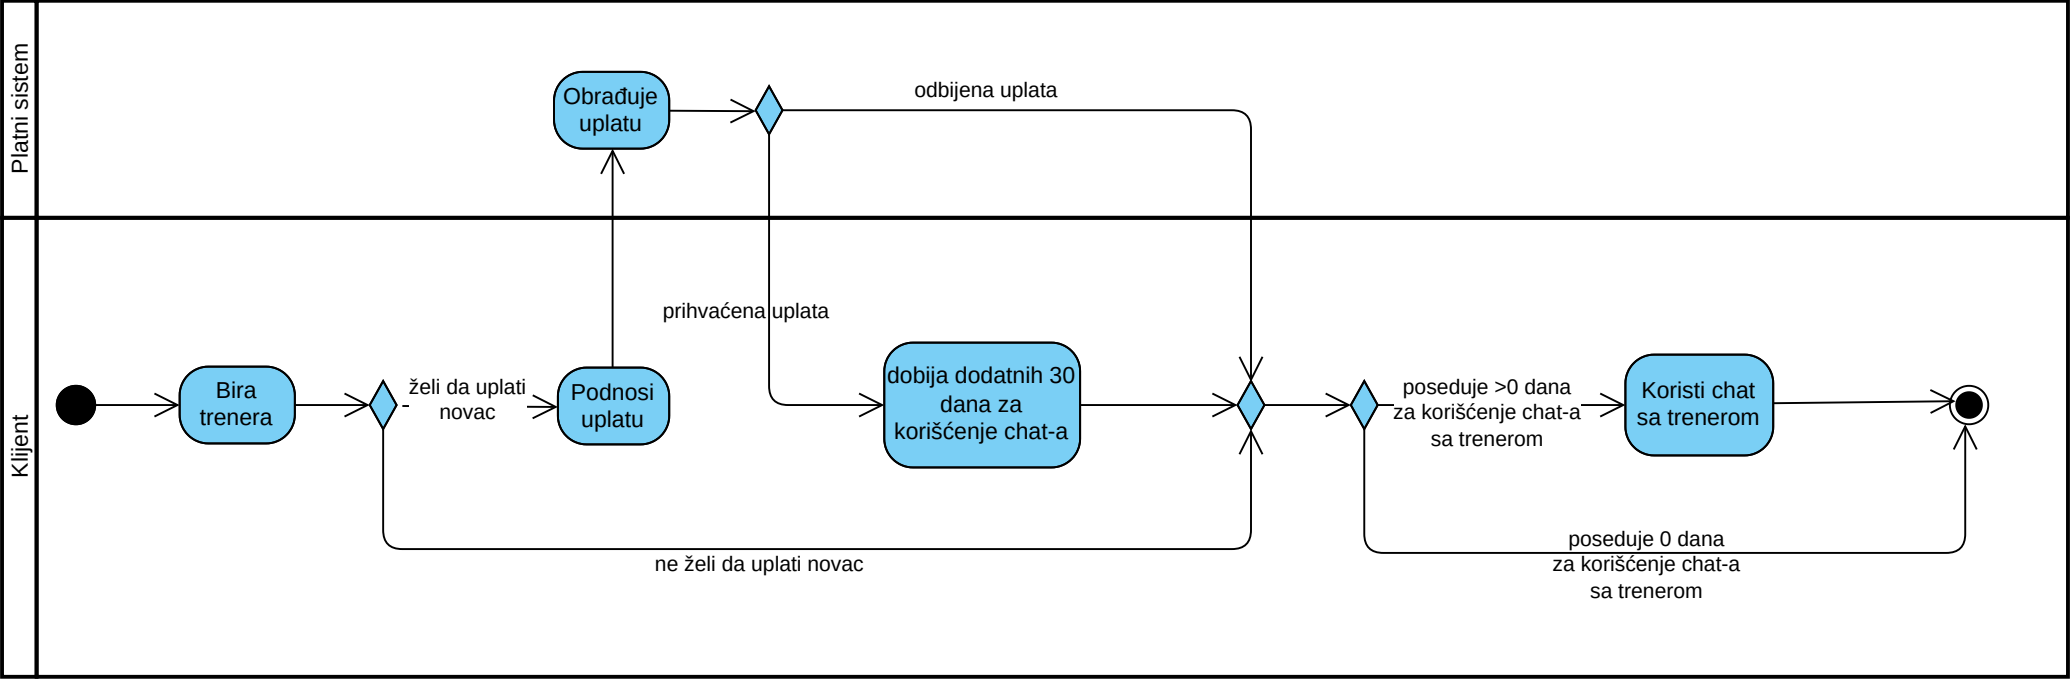 Platni sistem
Obrađuje
uplatu
odbijena uplata
prihvaćena uplata
Klijent
Bira
trenera
želi da uplati
novac
Podnosi
uplatu
dobija dodatnih 30
dana za
korišćenje chat-a
poseduje >0 dana
za korišćenje chat-a
sa trenerom
Koristi chat
sa trenerom
ne želi da uplati novac
poseduje 0 dana
za korišćenje chat-a
sa trenerom